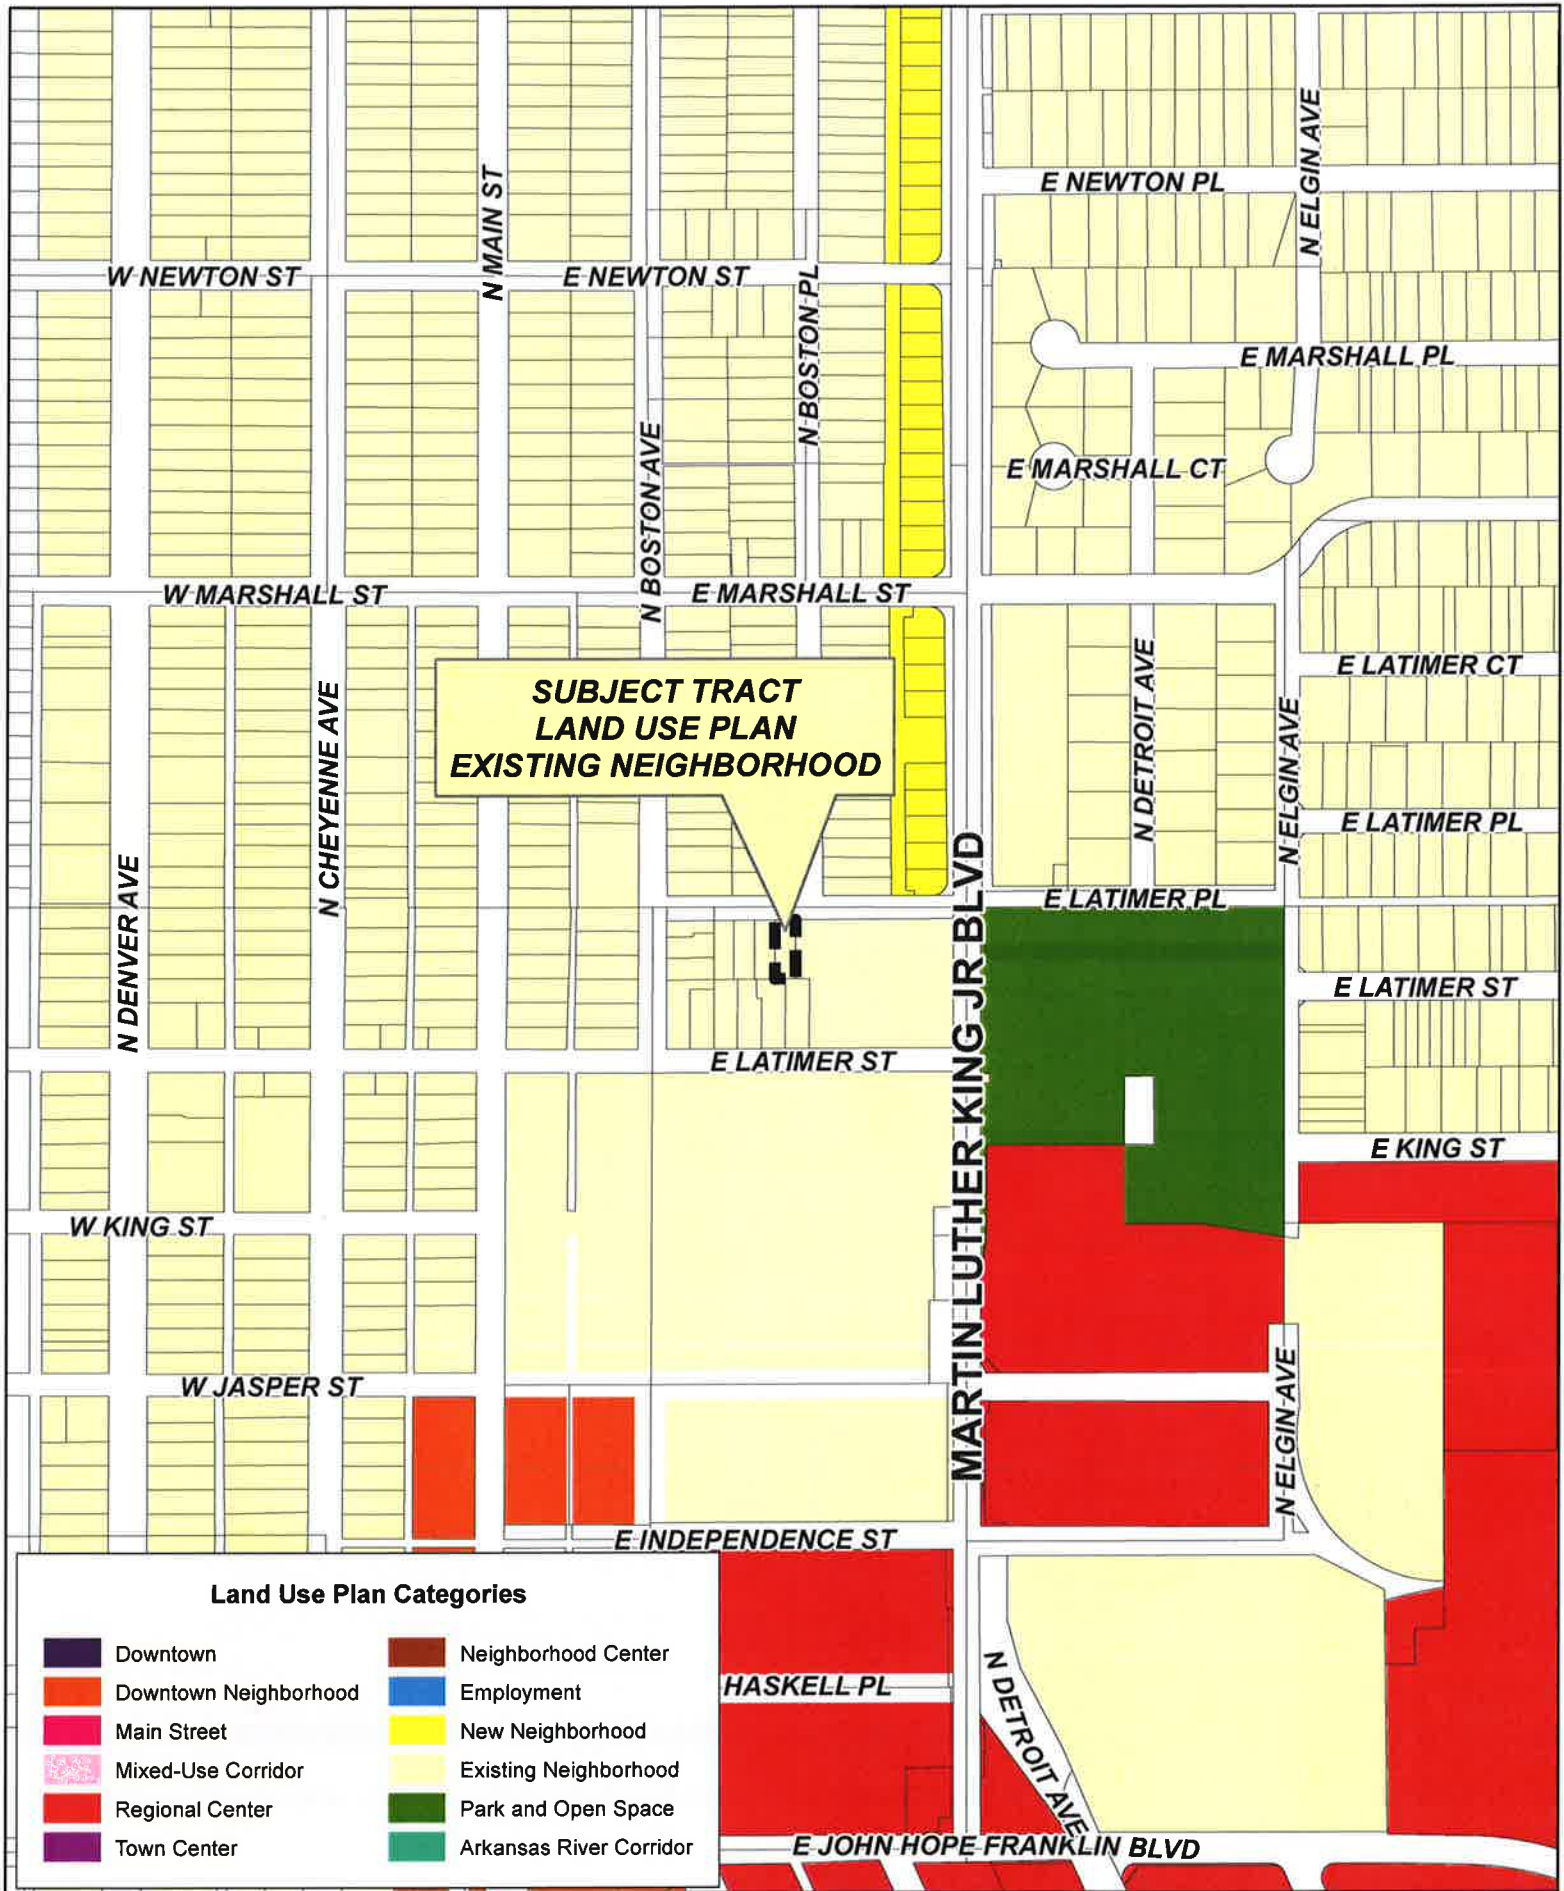 E NEWTON PL
N ELGIN AVE
N MAIN ST
W NEWTON ST
E NEWTON ST
N BOSTON PL
E MARSHALL PL
N BOSTON AVE
E MARSHALL CT
W MARSHALL ST
E MARSHALL ST
SUBJECT TRACT
LAND USE PLAN
EXISTING NEIGHBORHOOD
N CHEYENNE AVE
N DETROIT AVE
E LATIMER CT
N ELGIN AVE
E LATIMER PL
N DENVER AVE
MARTIN LUTHER KING JR BLVD
E LATIMER PL
E LATIMER ST
E LATIMER ST
E KING ST
W KING ST
W JASPER ST
N ELGIN AVE
E INDEPENDENCE ST
HASKELL PL
N DETROIT AVE
E JOHN HOPE FRANKLIN BLVD
Land Use Plan Categories
Downtown
Downtown Neighborhood
Main Street
Mixed-Use Corridor
Regional Center
Town Center
Neighborhood Center
Employment
New Neighborhood
Existing Neighborhood
Park and Open Space
Arkansas River Corridor